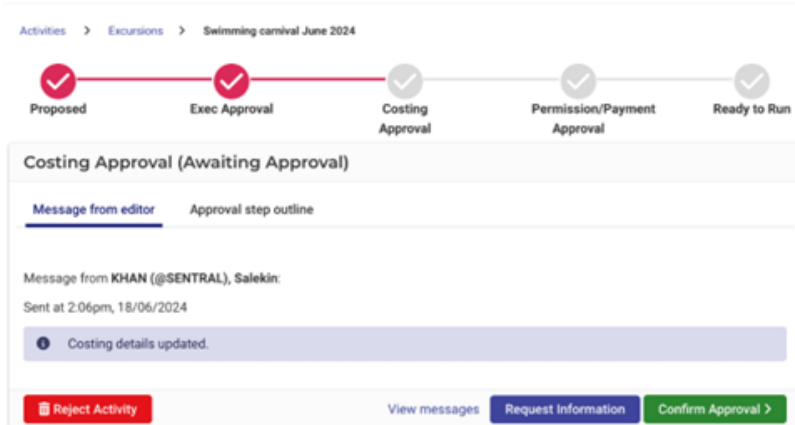 Activities > Excursions > Swimming carnival June 2024
Proposed Exec Approval Costing Permission/Payment Ready to Run
Approval Approval
Costing Approval (Awaiting Approval)
Message from editor Approval step outline
Message from KHAN (@SENTRAL), Salekin:
Sent at 2:06pm, 18/06/2024
Costing details updated.
Reject Activity View messages Request Information Confirm Approval >